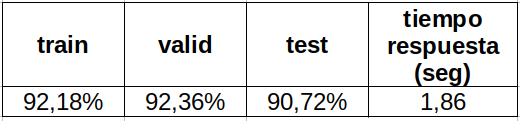 train valid test tiempo respuesta (seg)
92,18% 92,36% 90,72% 1,86